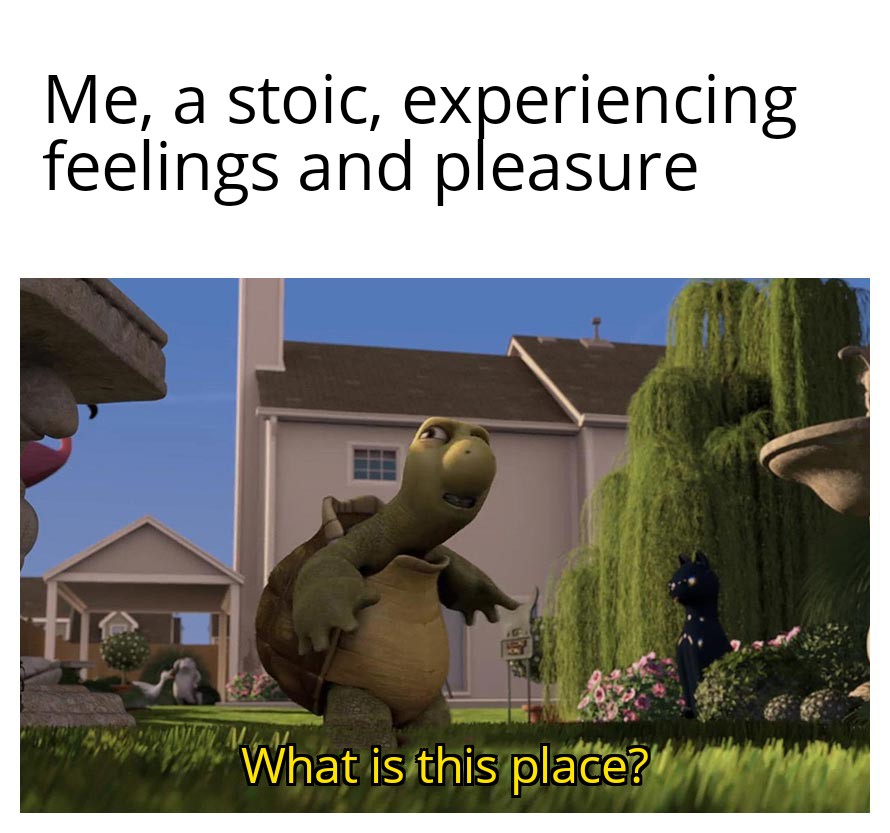 Me, a stoic, experiencing
feelings and pleasure
What is this place?